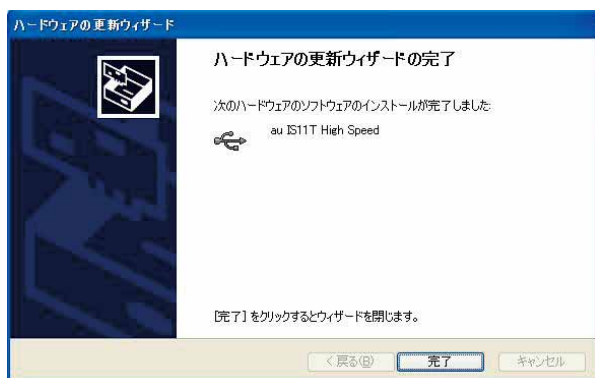 ハードウェアの更新ウィザード
ハードウェアの更新ウィザードの完了
次のハードウェアのソフトウェアのインストールが完了しました:
au IS11T High Speed
[完了] をクリックするとウィザードを閉じます。
< 戻る(B)
完了
キャンセル